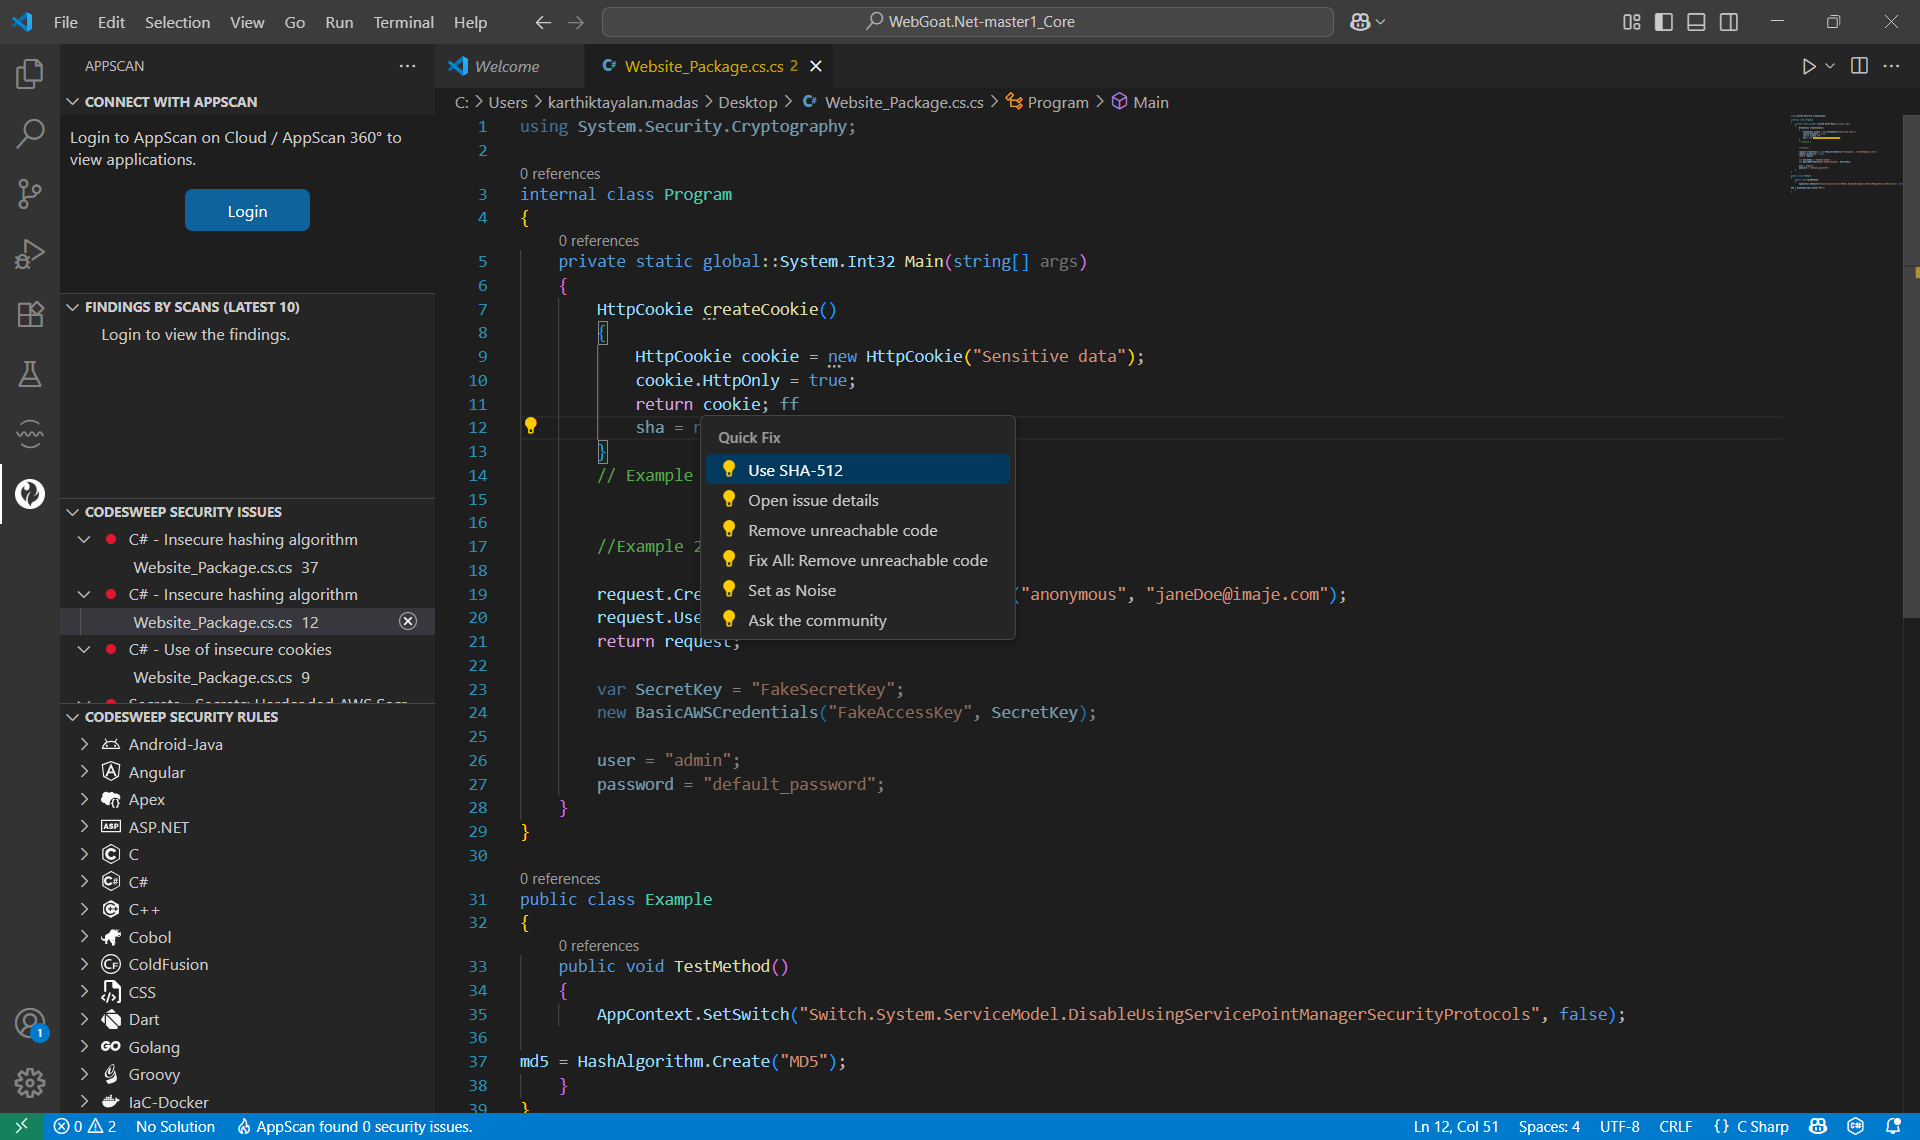 File Edit Selection View Go Run Terminal Help
WebGoat.Net-master1_Core
APPSCAN
CONNECT WITH APPSCAN
Login to AppScan on Cloud / AppScan 360° to
view applications.
Login
FINDINGS BY SCANS (LATEST 10)
Login to view the findings.
CODESWEEP SECURITY ISSUES
C# - Insecure hashing algorithm
Website_Package.cs.cs 37
C# - Insecure hashing algorithm
Website_Package.cs.cs 12
C# - Use of insecure cookies
Website_Package.cs.cs 9
CODESWEEP SECURITY RULES
Android-Java
Angular
Apex
ASP ASP.NET
C
C#
C++
Cobol
ColdFusion
CSS
Dart
GO Golang
Groovy
IaC-Docker
1
Welcome
C# Website_Package.cs.cs 2
C: > Users > karthiktayalan.madas > Desktop > C# Website_Package.cs.cs > Program > Main
1 using System.Security.Cryptography;
2
0 references
3 internal class Program
4 {
0 references
5 private static global::System.Int32 Main(string[] args)
6 {
7 HttpCookie createCookie()
8 {
9 HttpCookie cookie = new HttpCookie("Sensitive data");
10 cookie.HttpOnly = true;
11 return cookie; ff
12 sha =
13 }
14 // Example
15
16
17 //Example 2
18
19 request.Cre ("anonymous", "janeDoe@imaje.com");
20 request.Use
21 return request;
22
23 var SecretKey = "FakeSecretKey";
24 new BasicAWSCredentials("FakeAccessKey", SecretKey);
25
26 user = "admin";
27 password = "default_password";
28 }
29 }
30
0 references
31 public class Example
32 {
0 references
33 public void TestMethod()
34 {
35 AppContext.SetSwitch("Switch.System.ServiceModel.DisableUsingServicePointManagerSecurityProtocols", false);
36
37 md5 = HashAlgorithm.Create("MD5");
38 }
39 }
Quick Fix
Use SHA-512
Open issue details
Remove unreachable code
Fix All: Remove unreachable code
Set as Noise
Ask the community
0 2 No Solution AppScan found 0 security issues.
Ln 12, Col 51 Spaces: 4 UTF-8 CRLF {} C Sharp